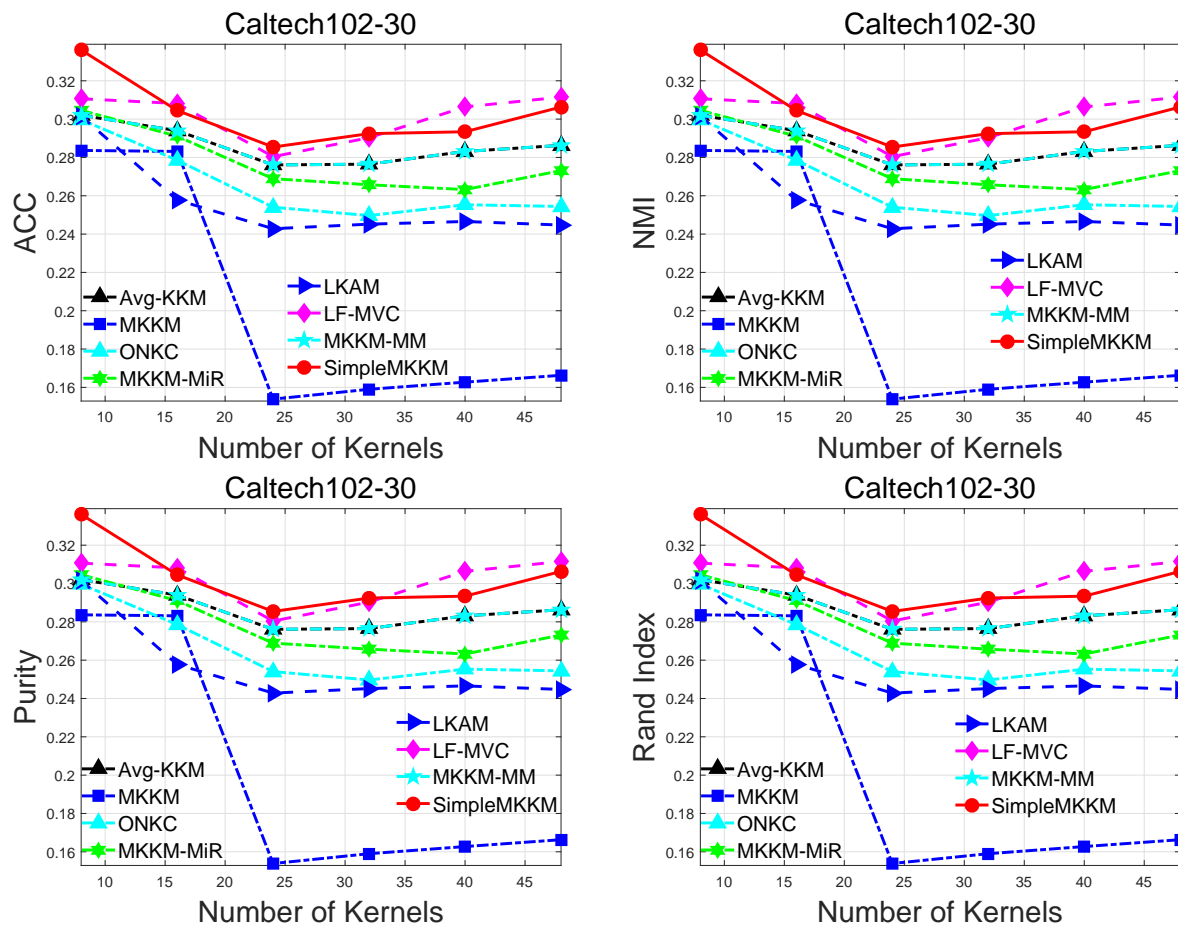 Caltech102-30
0.32
0.3
0.28
0.26
0.24
0.22
0.2
0.18
0.16
ACC
Avg-KKM
MKKM
ONKC
MKKM-MiR
LKAM
LF-MVC
MKKM-MM
SimpleMKKM
10 15 20 25 30 35 40 45
Number of Kernels
Caltech102-30
0.32
0.3
0.28
0.26
0.24
0.22
0.2
0.18
0.16
NMI
Avg-KKM
MKKM
ONKC
MKKM-MiR
LKAM
LF-MVC
MKKM-MM
SimpleMKKM
10 15 20 25 30 35 40 45
Number of Kernels
Caltech102-30
0.32
0.3
0.28
0.26
0.24
0.22
0.2
0.18
0.16
Purity
Avg-KKM
MKKM
ONKC
MKKM-MiR
LKAM
LF-MVC
MKKM-MM
SimpleMKKM
10 15 20 25 30 35 40 45
Number of Kernels
Caltech102-30
0.32
0.3
0.28
0.26
0.24
0.22
0.2
0.18
0.16
Rand Index
Avg-KKM
MKKM
ONKC
MKKM-MiR
LKAM
LF-MVC
MKKM-MM
SimpleMKKM
10 15 20 25 30 35 40 45
Number of Kernels